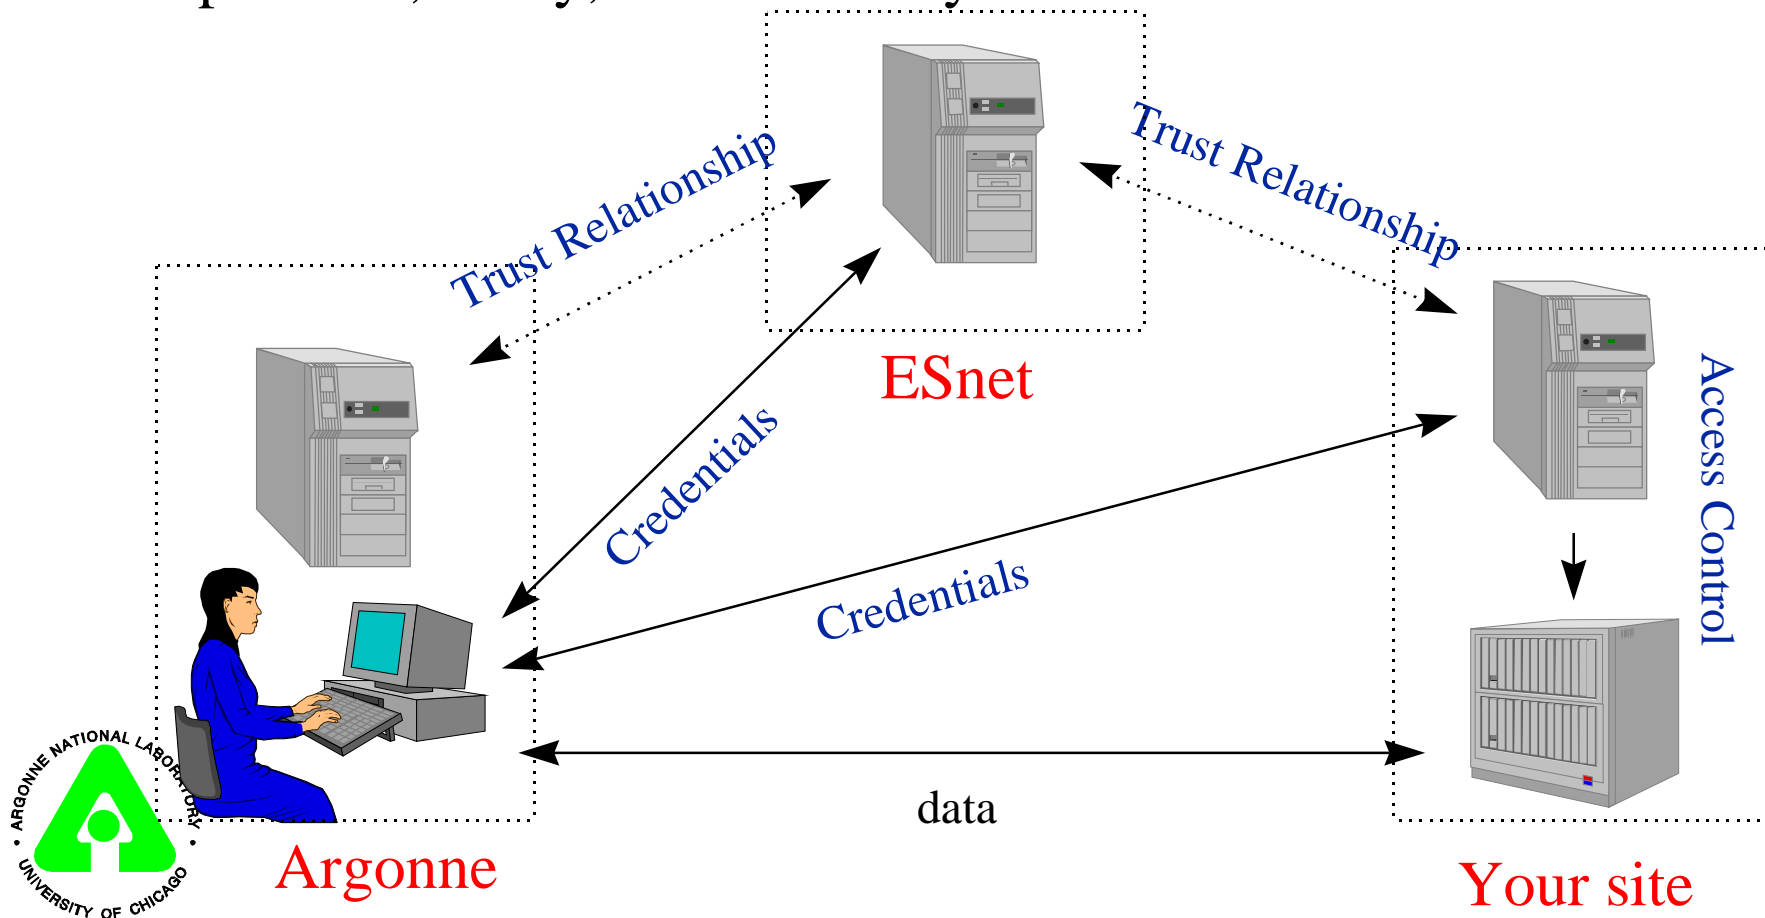 Trust Relationship
Trust Relationship
ESnet
Access Control
Credentials
Credentials
data
ARGONNE NATIONAL LABORATORY
• UNIVERSITY OF CHICAGO •
Argonne
Your site